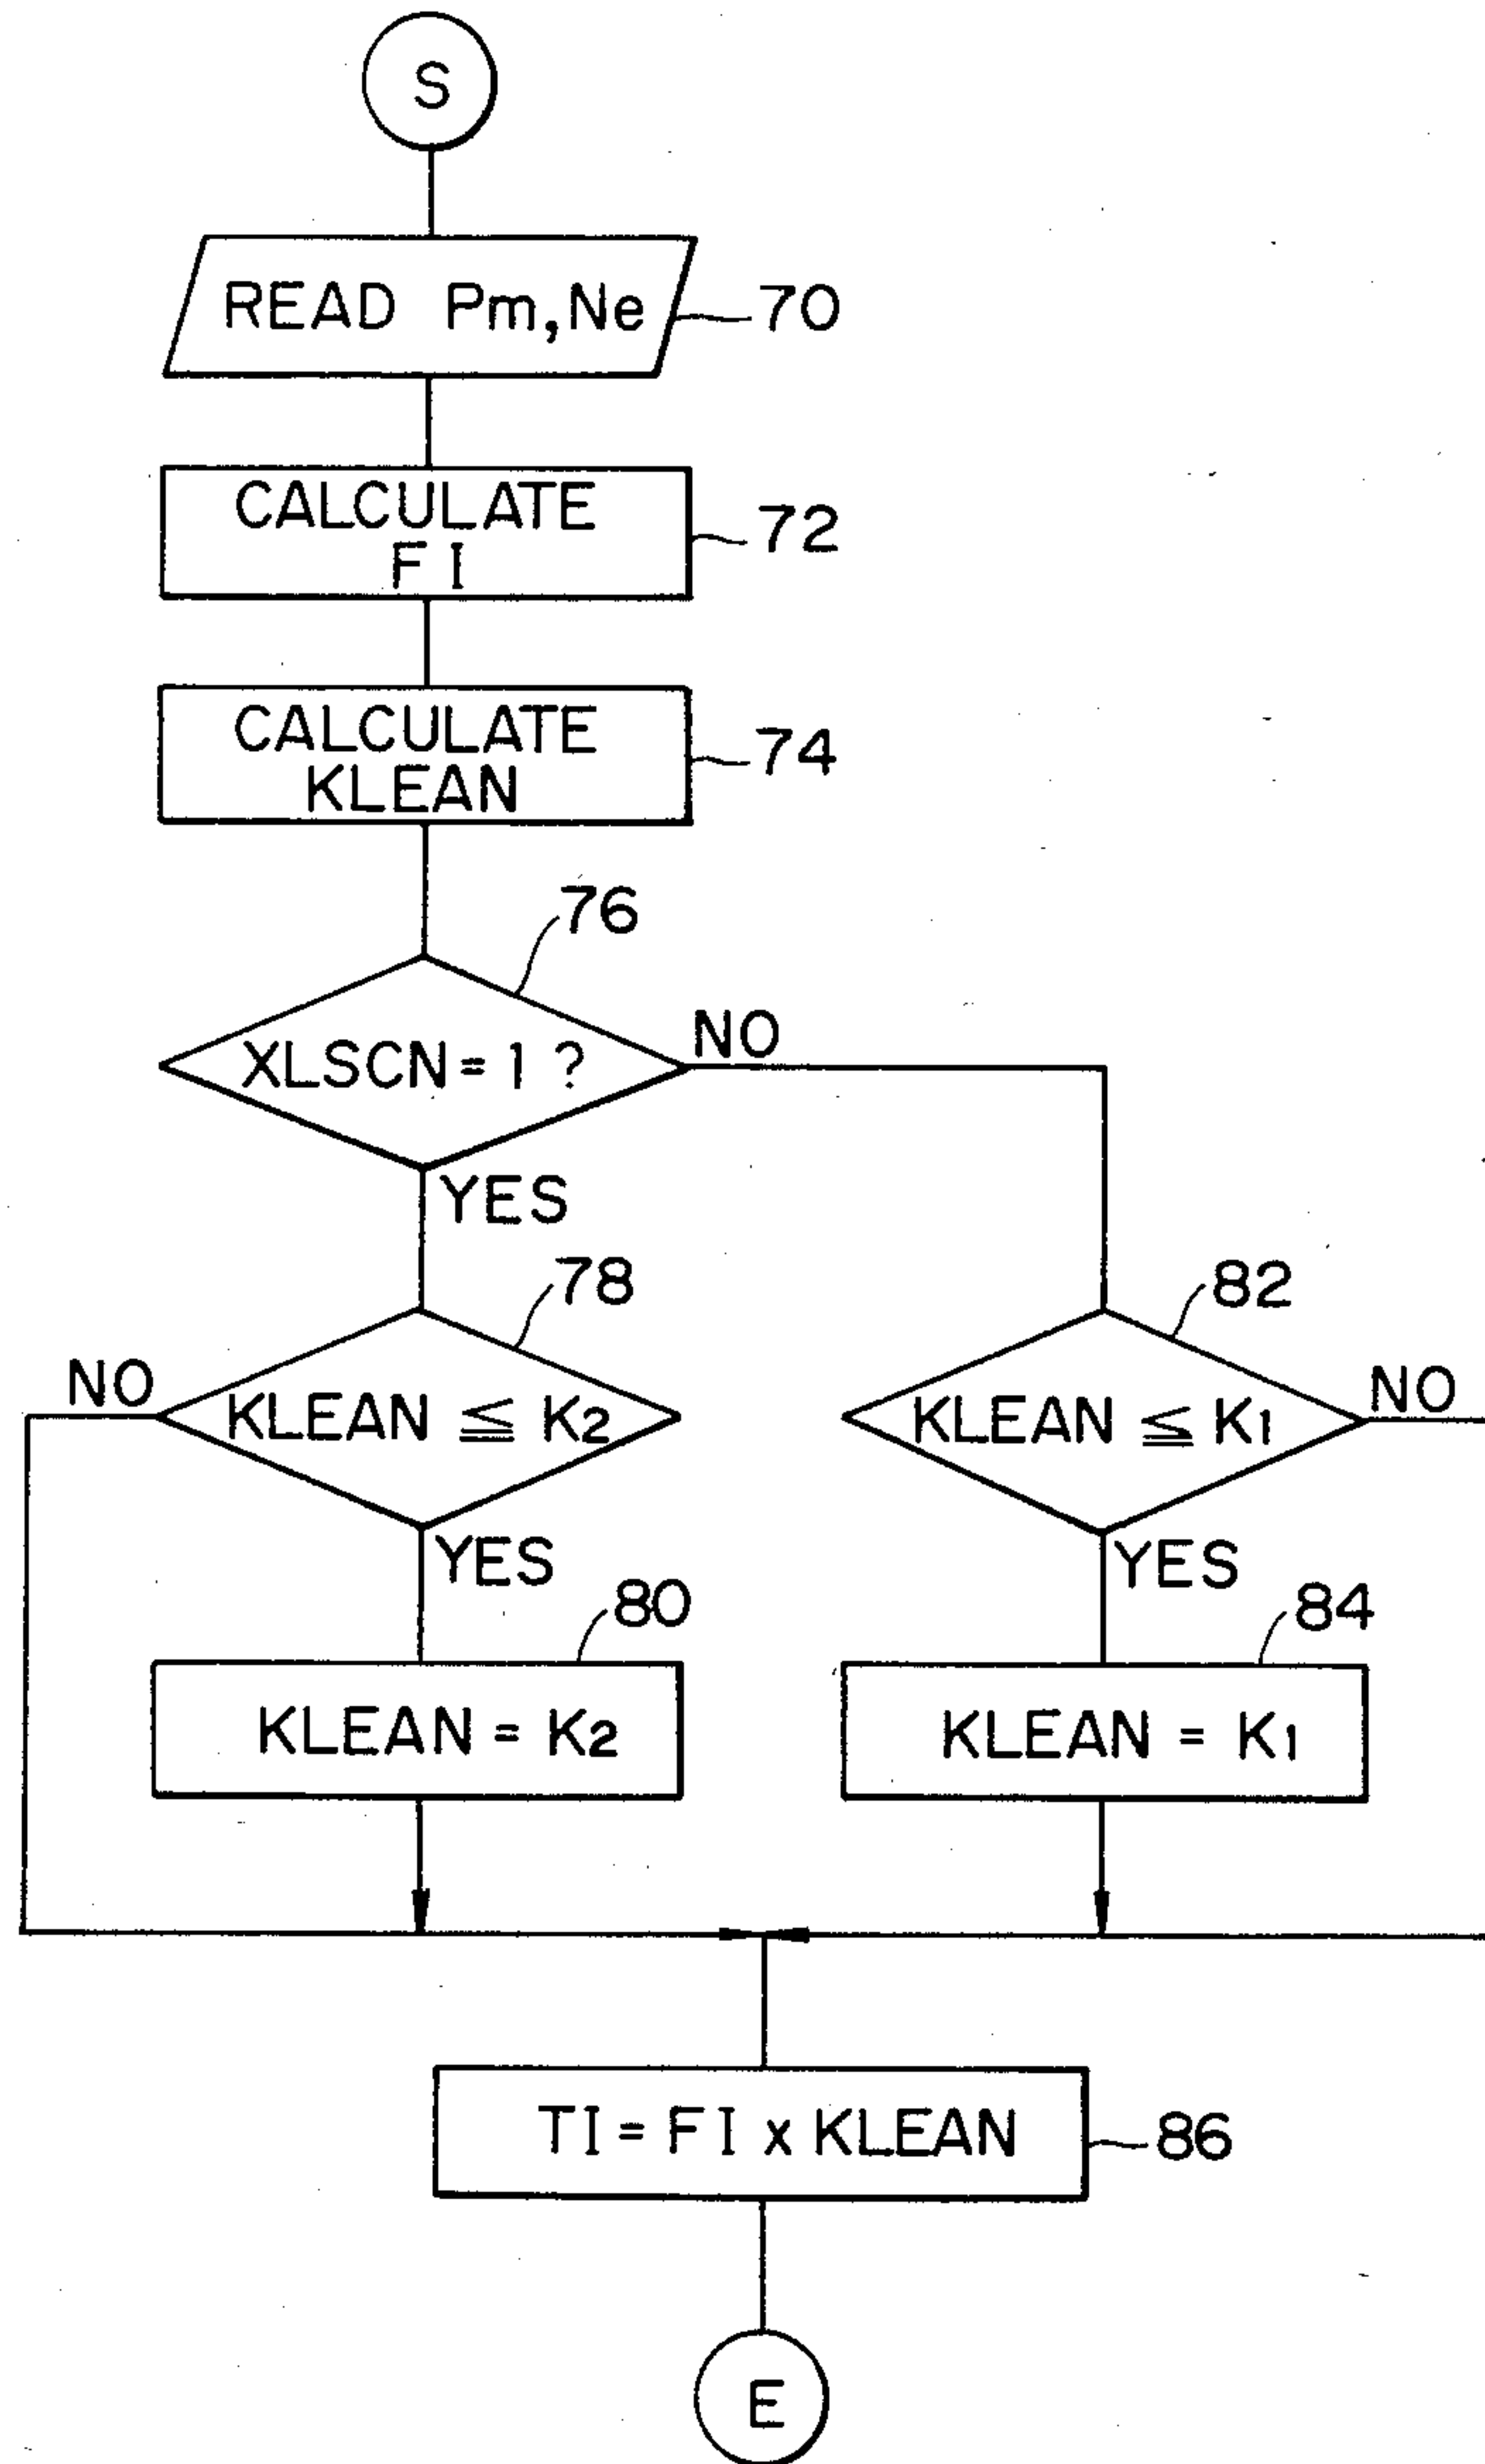 S
READ Pm,Ne
70
CALCULATE
FI
72
CALCULATE
KLEAN
74
76
XLSCN=1?
NO
YES
78
82
NO
KLEAN ≦ K2
KLEAN ≦ K1
NO
YES
YES
80
84
KLEAN = K2
KLEAN = K1
TI = FI x KLEAN
86
E